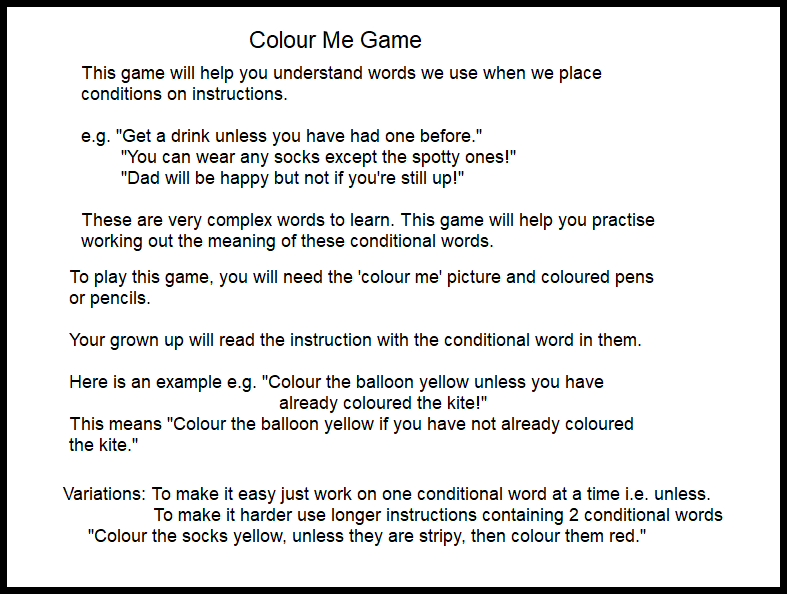 Colour Me Game
This game will help you understand words we use when we place
conditions on instructions.
e.g. "Get a drink unless you have had one before."
"You can wear any socks except the spotty ones!"
"Dad will be happy but not if you're still up!"
These are very complex words to learn. This game will help you practise
working out the meaning of these conditional words.
To play this game, you will need the 'colour me' picture and coloured pens
or pencils.
Your grown up will read the instruction with the conditional word in them.
Here is an example e.g. "Colour the balloon yellow unless you have
already coloured the kite!"
This means "Colour the balloon yellow if you have not already coloured
the kite."
Variations: To make it easy just work on one conditional word at a time i.e. unless.
To make it harder use longer instructions containing 2 conditional words
"Colour the socks yellow, unless they are stripy, then colour them red."